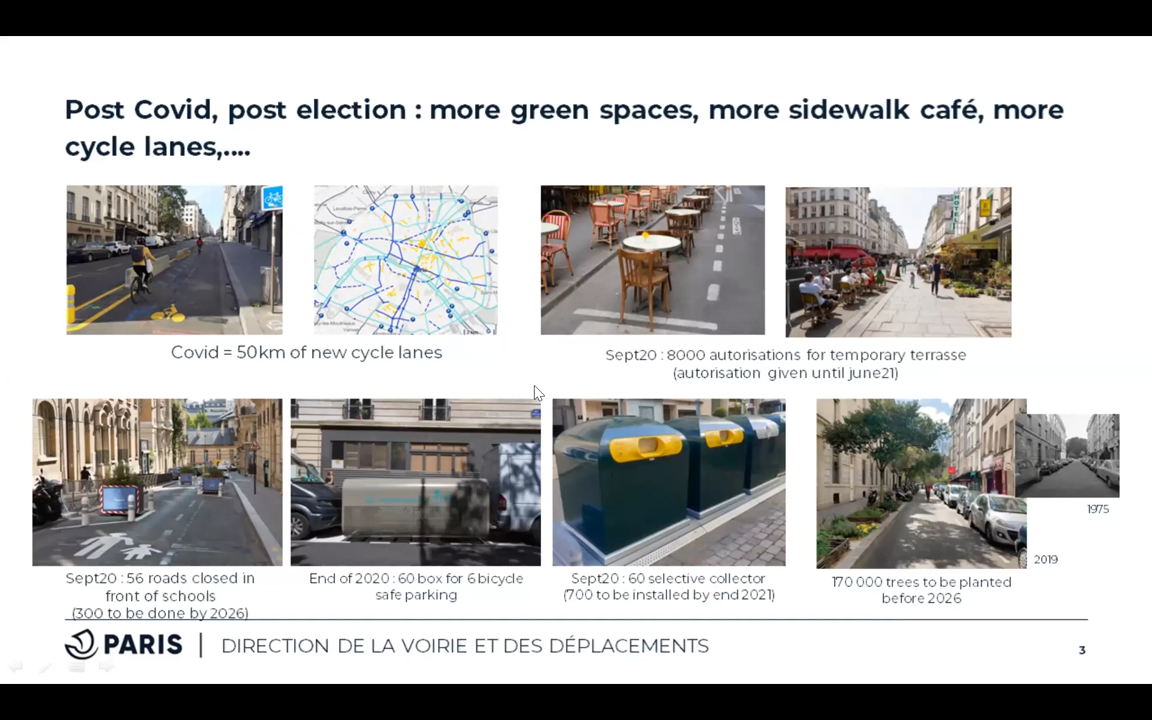 Post Covid, post election : more green spaces, more sidewalk café, more
cycle lanes,....
HOTEL
Covid = 50km of new cycle lanes
Sept20 : 8000 autorisations for temporary terrasse
(autorisation given until june21)
1975
2019
Sept20 : 56 roads closed in
front of schools
(300 to be done by 2026)
End of 2020 : 60 box for 6 bicycle
safe parking
Sept20 : 60 selective collector
(700 to be installed by end 2021)
170 000 trees to be planted
before 2026
PARIS | DIRECTION DE LA VOIRIE ET DES DÉPLACEMENTS
3